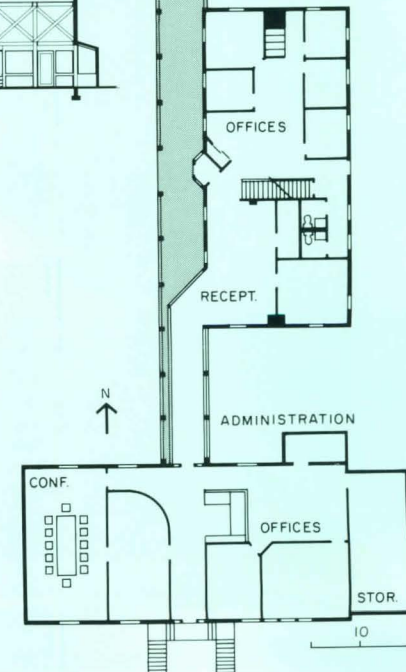 OFFICES
RECEPT.
N
ADMINISTRATION
CONF.
OFFICES
STOR.
10